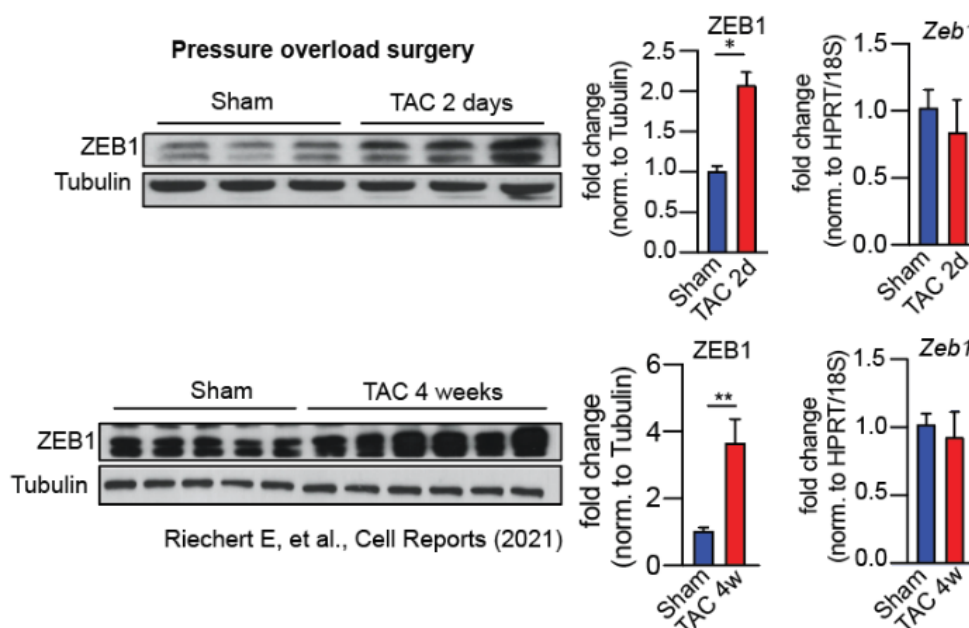 Pressure overload surgery
Sham TAC 2 days
ZEB1
Tubulin
ZEB1
*
2.5
2.0
1.5
1.0
0.5
0.0
fold change
(norm. to Tubulin)
Sham
TAC 2d
Zeb1
1.5
1.0
0.5
0.0
fold change
(norm. to HPRT/18S)
Sham
TAC 2d
Sham TAC 4 weeks
ZEB1
Tubulin
Riechert E, et al., Cell Reports (2021)
ZEB1
**
6
4
2
0
fold change
(norm. to Tubulin)
Sham
TAC 4w
Zeb1
1.5
1.0
0.5
0.0
fold change
(norm. to HPRT/18S)
Sham
TAC 4w